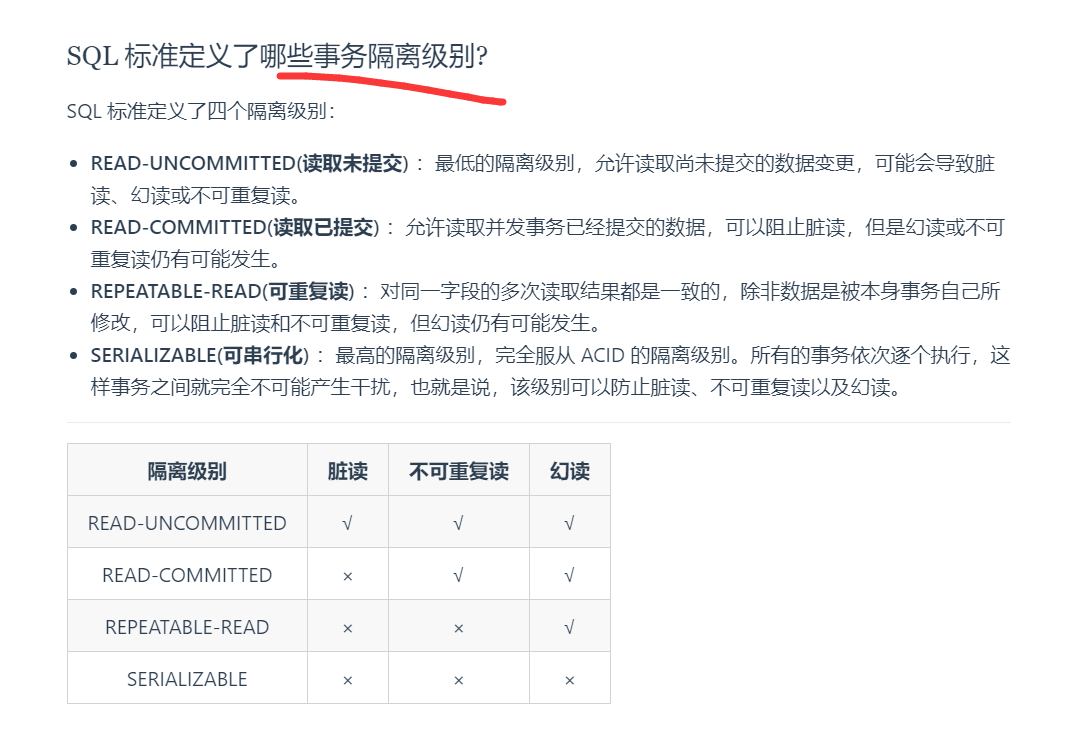 SQL 标准定义了哪些事务隔离级别?
SQL 标准定义了四个隔离级别：
• READ-UNCOMMITTED(读取未提交) ：最低的隔离级别，允许读取尚未提交的数据变更，可能会导致脏
读、幻读或不可重复读。
• READ-COMMITTED(读取已提交) ：允许读取并发事务已经提交的数据，可以阻止脏读，但是幻读或不可
重复读仍有可能发生。
• REPEATABLE-READ(可重复读) ：对同一字段的多次读取结果都是一致的，除非数据是被本身事务自己所
修改，可以阻止脏读和不可重复读，但幻读仍有可能发生。
• SERIALIZABLE(可串行化) ：最高的隔离级别，完全服从 ACID 的隔离级别。所有的事务依次逐个执行，这
样事务之间就完全不可能产生干扰，也就是说，该级别可以防止脏读、不可重复读以及幻读。
隔离级别 脏读 不可重复读 幻读
READ-UNCOMMITTED √ √ √
READ-COMMITTED × √ √
REPEATABLE-READ × × √
SERIALIZABLE × × ×